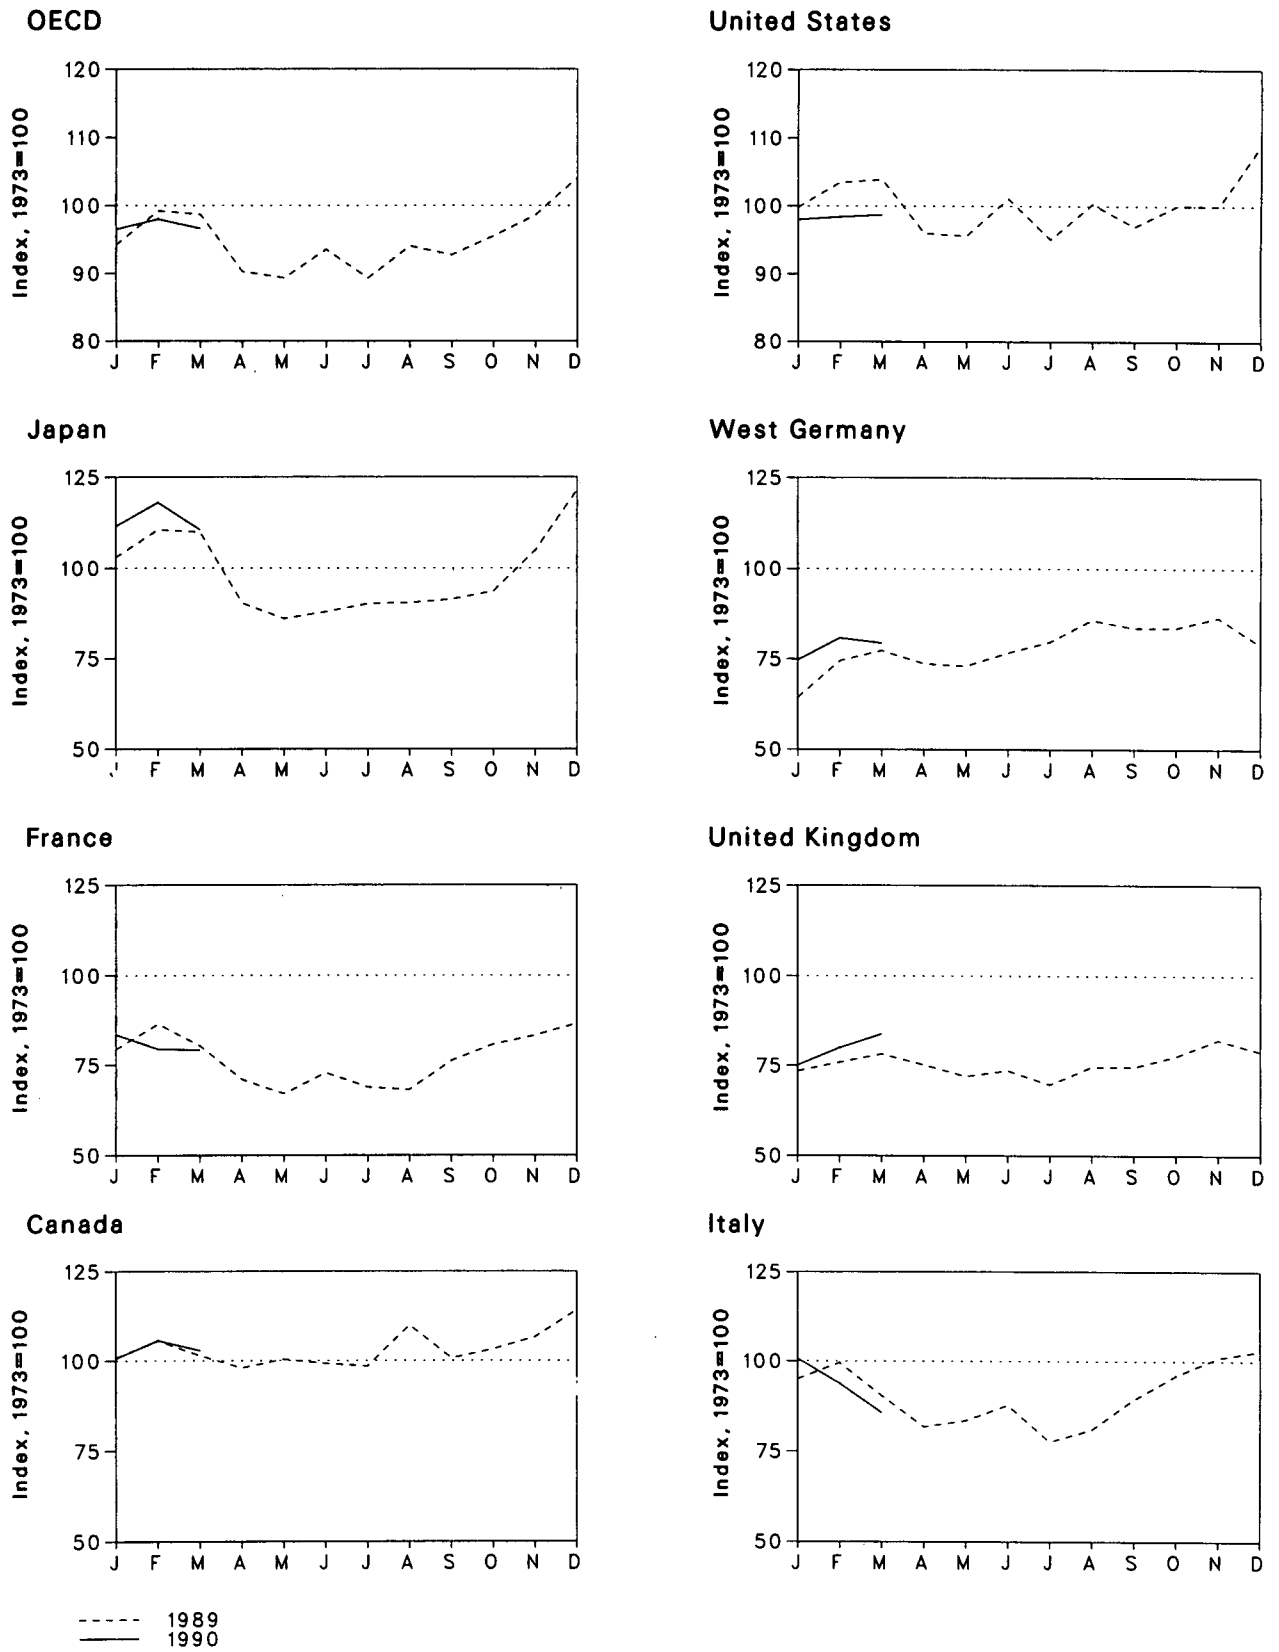 OECD
Index, 1973=100
120
110
100
90
80
J F M A M J J A S O N D
United States
Index, 1973=100
120
110
100
90
80
J F M A M J J A S O N D
Japan
Index, 1973=100
125
100
75
50
J F M A M J J A S O N D
West Germany
Index, 1973=100
125
100
75
50
J F M A M J J A S O N D
France
Index, 1973=100
125
100
75
50
J F M A M J J A S O N D
United Kingdom
Index, 1973=100
125
100
75
50
J F M A M J J A S O N D
Canada
Index, 1973=100
125
100
75
50
J F M A M J J A S O N D
Italy
Index, 1973=100
125
100
75
50
J F M A M J J A S O N D
1989
1990